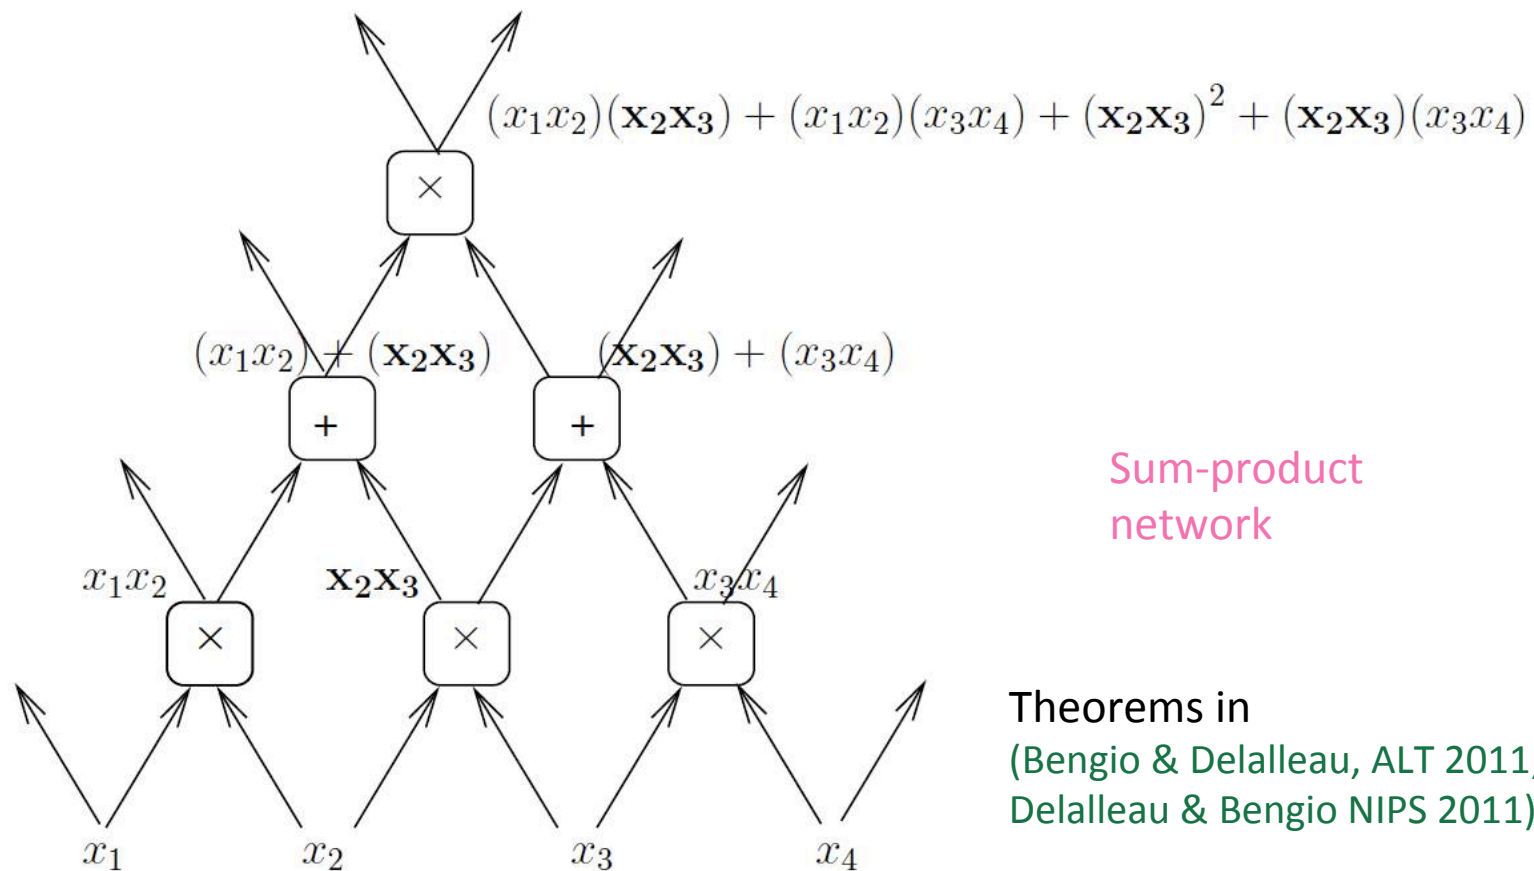 (x₁x₂)(𝐱₂𝐱₃) + (x₁x₂)(x₃x₄) + (𝐱₂𝐱₃)² + (𝐱₂𝐱₃)(x₃x₄)
×
(x₁x₂) + (𝐱₂𝐱₃) (𝐱₂𝐱₃) + (x₃x₄)
+ +
Sum-product
network
x₁x₂ 𝐱₂𝐱₃ x₃x₄
× × ×
Theorems in
(Bengio & Delalleau, ALT 2011,
Delalleau & Bengio NIPS 2011)
x₁ x₂ x₃ x₄